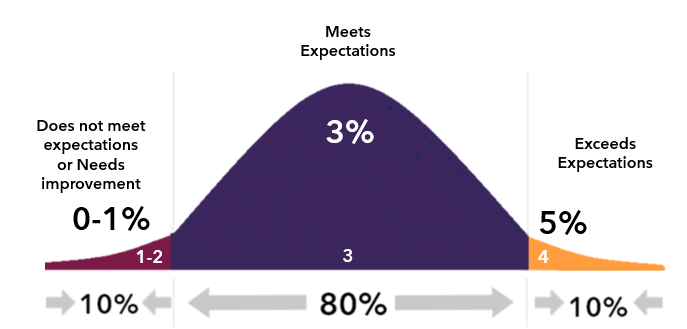 Meets
Expectations
Does not meet
expectations
or Needs
improvement
3%
Exceeds
Expectations
0-1%
5%
1-2
3
4
10%
80%
10%